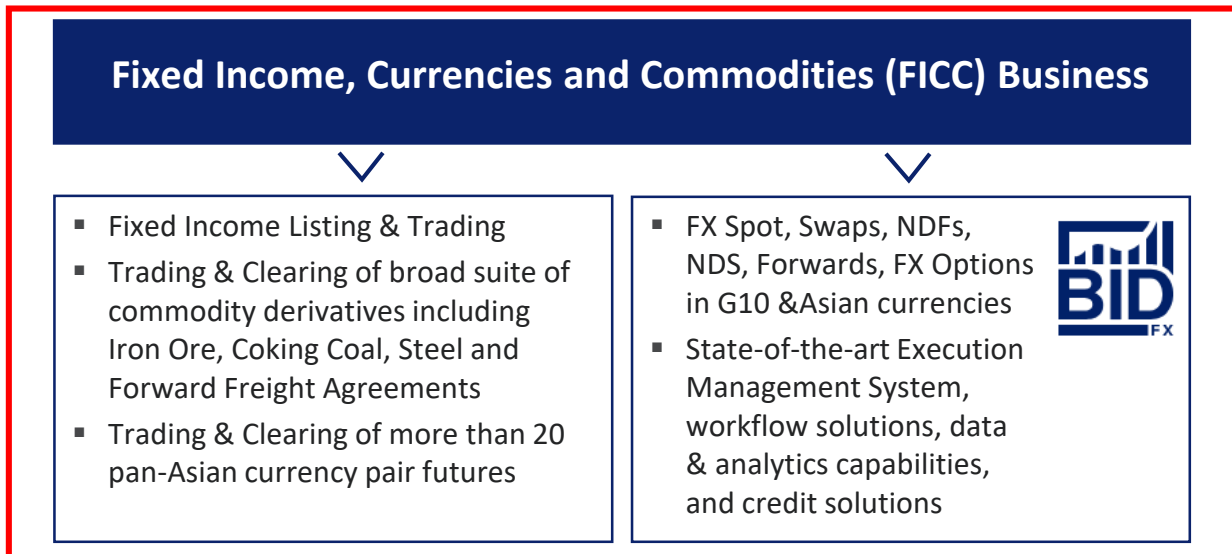 Fixed Income, Currencies and Commodities (FICC) Business
▪ Fixed Income Listing & Trading
▪ Trading & Clearing of broad suite of
commodity derivatives including
Iron Ore, Coking Coal, Steel and
Forward Freight Agreements
▪ Trading & Clearing of more than 20
pan-Asian currency pair futures
▪ FX Spot, Swaps, NDFs,
NDS, Forwards, FX Options
in G10 &Asian currencies
▪ State-of-the-art Execution
Management System,
workflow solutions, data
& analytics capabilities,
and credit solutions
BID
FX